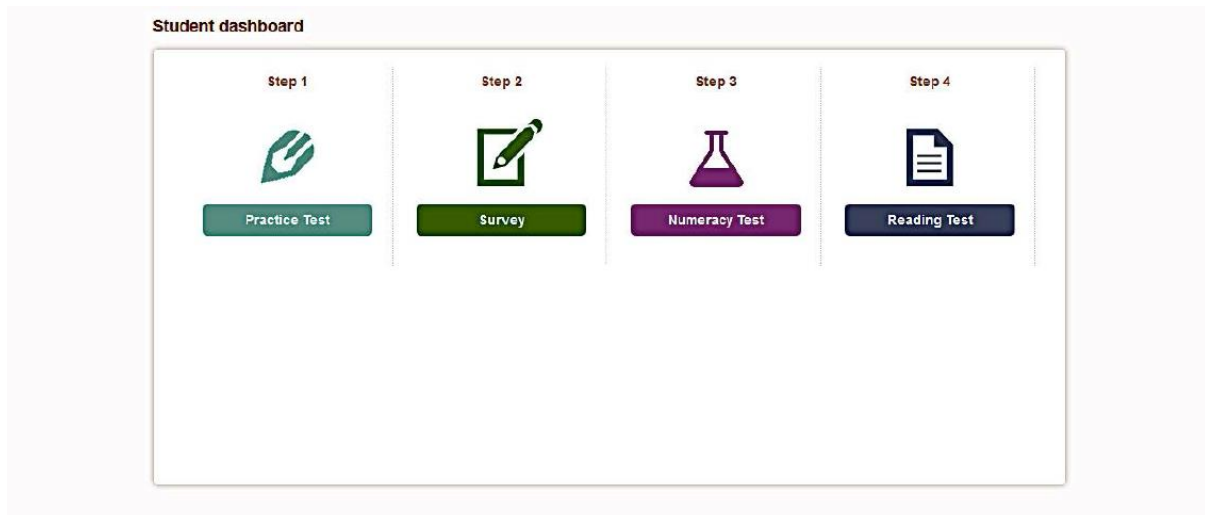 Student dashboard
Step 1
Step 2
Step 3
Step 4
Practice Test
Survey
Numeracy Test
Reading Test